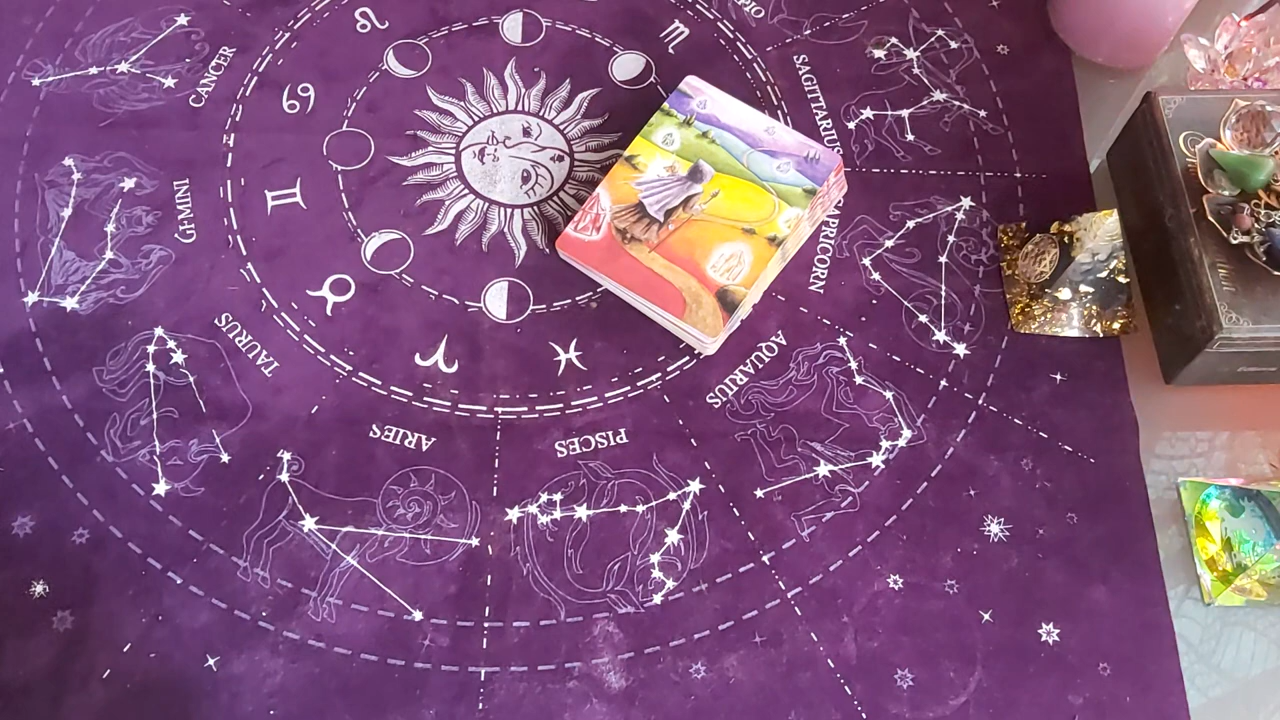 CANCER
SAGITTARIUS
GEMINI
CAPRICORN
TAURUS
AQUARIUS
ARIES
PISCES